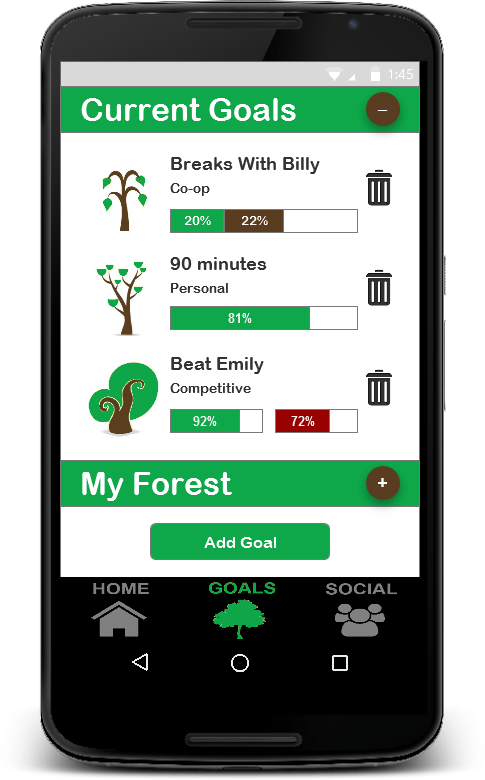 1:45
Current Goals
–
Breaks With Billy
Co-op
20% 22%
90 minutes
Personal
81%
Beat Emily
Competitive
92% 72%
My Forest
+
Add Goal
HOME GOALS SOCIAL